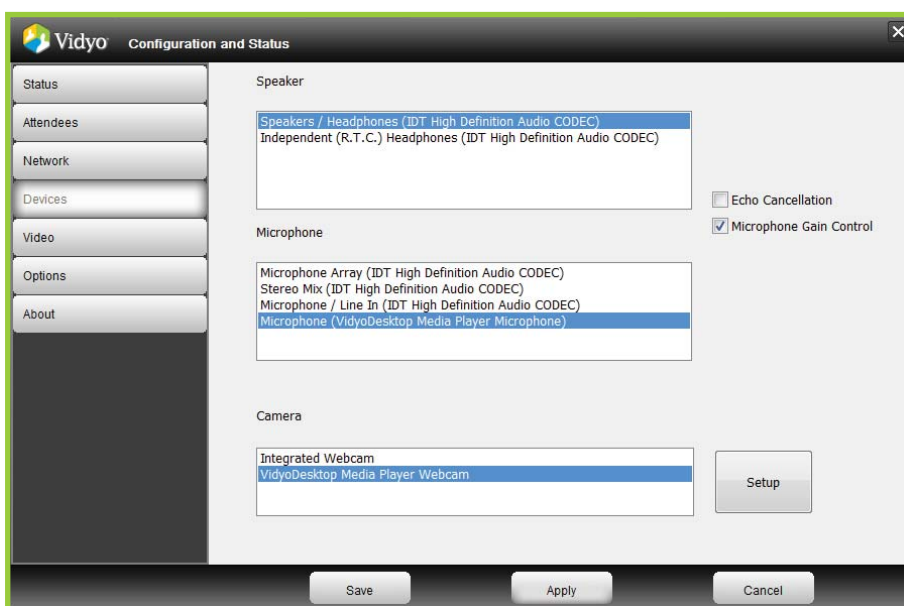 Vidyo Configuration and Status
Status
Attendees
Network
Devices
Video
Options
About
Speaker
Speakers / Headphones (IDT High Definition Audio CODEC)
Independent (R.T.C.) Headphones (IDT High Definition Audio CODEC)
Echo Cancellation
Microphone Gain Control
Microphone
Microphone Array (IDT High Definition Audio CODEC)
Stereo Mix (IDT High Definition Audio CODEC)
Microphone / Line In (IDT High Definition Audio CODEC)
Microphone (VidyoDesktop Media Player Microphone)
Camera
Integrated Webcam
VidyoDesktop Media Player Webcam
Setup
Save Apply Cancel